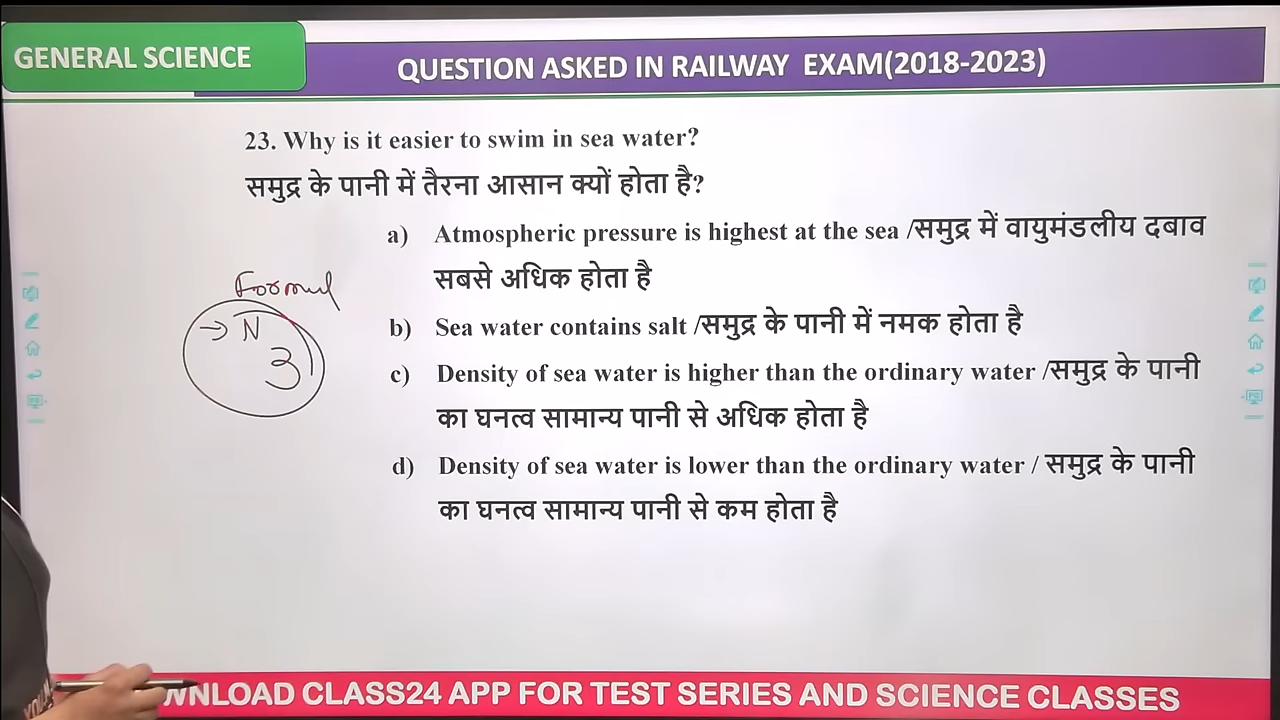 GENERAL SCIENCE
QUESTION ASKED IN RAILWAY EXAM(2018-2023)
23. Why is it easier to swim in sea water?
समुद्र के पानी में तैरना आसान क्यों होता है?
a) Atmospheric pressure is highest at the sea /समुद्र में वायुमंडलीय दबाव
सबसे अधिक होता है
Formul
→ N
3
b) Sea water contains salt /समुद्र के पानी में नमक होता है
c) Density of sea water is higher than the ordinary water /समुद्र के पानी
का घनत्व सामान्य पानी से अधिक होता है
d) Density of sea water is lower than the ordinary water / समुद्र के पानी
का घनत्व सामान्य पानी से कम होता है
WNLOAD CLASS24 APP FOR TEST SERIES AND SCIENCE CLASSES